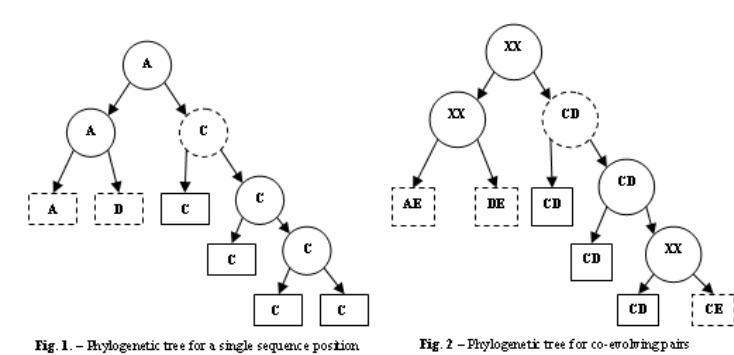 A
XX
A
C
XX
CD
A
D
C
C
AE
DE
CD
CD
C
C
CD
XX
C
C
CD
CE
Fig. 1. – Phylogenetic tree for a single sequence position
Fig. 2 – Phylogenetic tree for co-evolving pairs